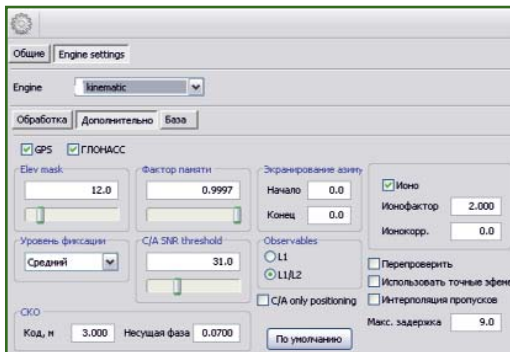 Общие Engine settings
Engine kinematic
Обработка Дополнительно База
GPS ГЛОНАСС
Elev mask
12.0
Фактор памяти
0.9997
Экранирование азиму
Начало 0.0
Конец 0.0
Ионо
Ионофактор 2.000
Ионокорр. 0.0
Уровень фиксации
Средний
C/A SNR threshold
31.0
Observables
L1
L1/L2
C/A only positioning
Перепроверить
Использовать точные эфеме
Интерполяция пропусков
Макс. задержка 9.0
СКО
Код, м 3.000 Несущая фаза 0.0700
По умолчанию